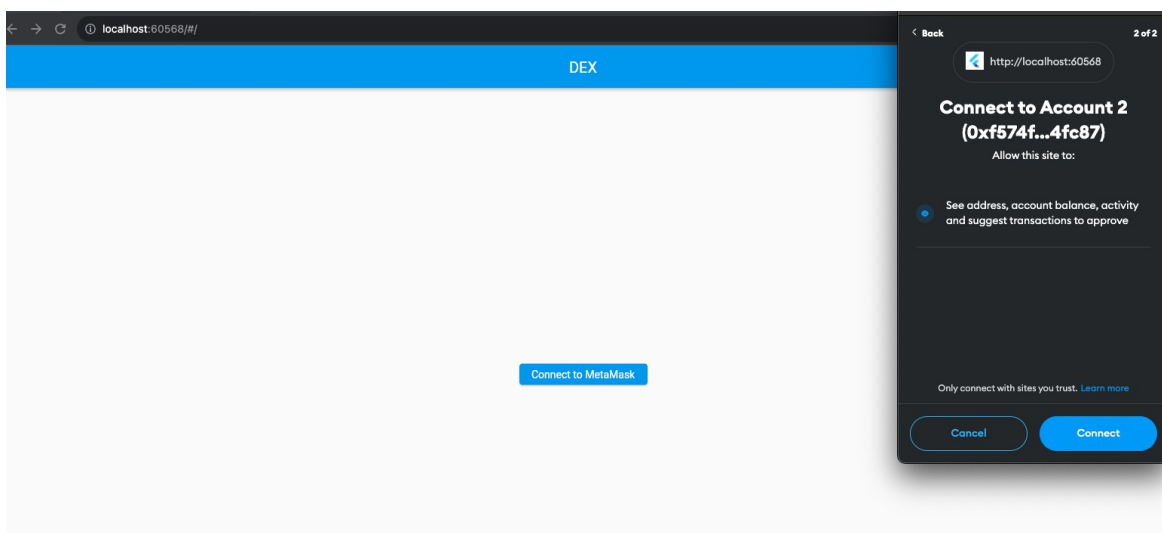 localhost:60568/#/
DEX
Connect to MetaMask
Back
2 of 2
http://localhost:60568
Connect to Account 2
(0xf574f...4fc87)
Allow this site to:
See address, account balance, activity
and suggest transactions to approve
Only connect with sites you trust. Learn more
Cancel
Connect